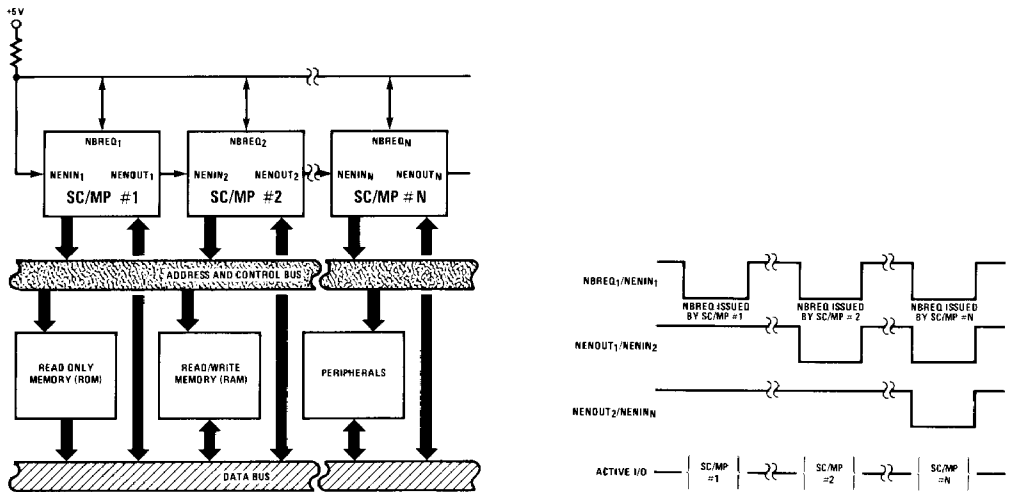 +5V
NBREQ1 NBREQ2 NBREQN
NENIN1 NENOUT1 NENIN2 NENOUT2 NENINN NENOUTN
SC/MP #1 SC/MP #2 SC/MP #N
ADDRESS AND CONTROL BUS
READ ONLY
MEMORY (ROM)
READ/WRITE
MEMORY (RAM)
PERIPHERALS
DATA BUS
NBREQ1/NENIN1
NBREQ ISSUED
BY SC/MP #1
NBREQ ISSUED
BY SC/MP #2
NBREQ ISSUED
BY SC/MP #N
NENOUT1/NENIN2
NENOUT2/NENINN
ACTIVE I/O
SC/MP
#1
SC/MP
#2
SC/MP
#N